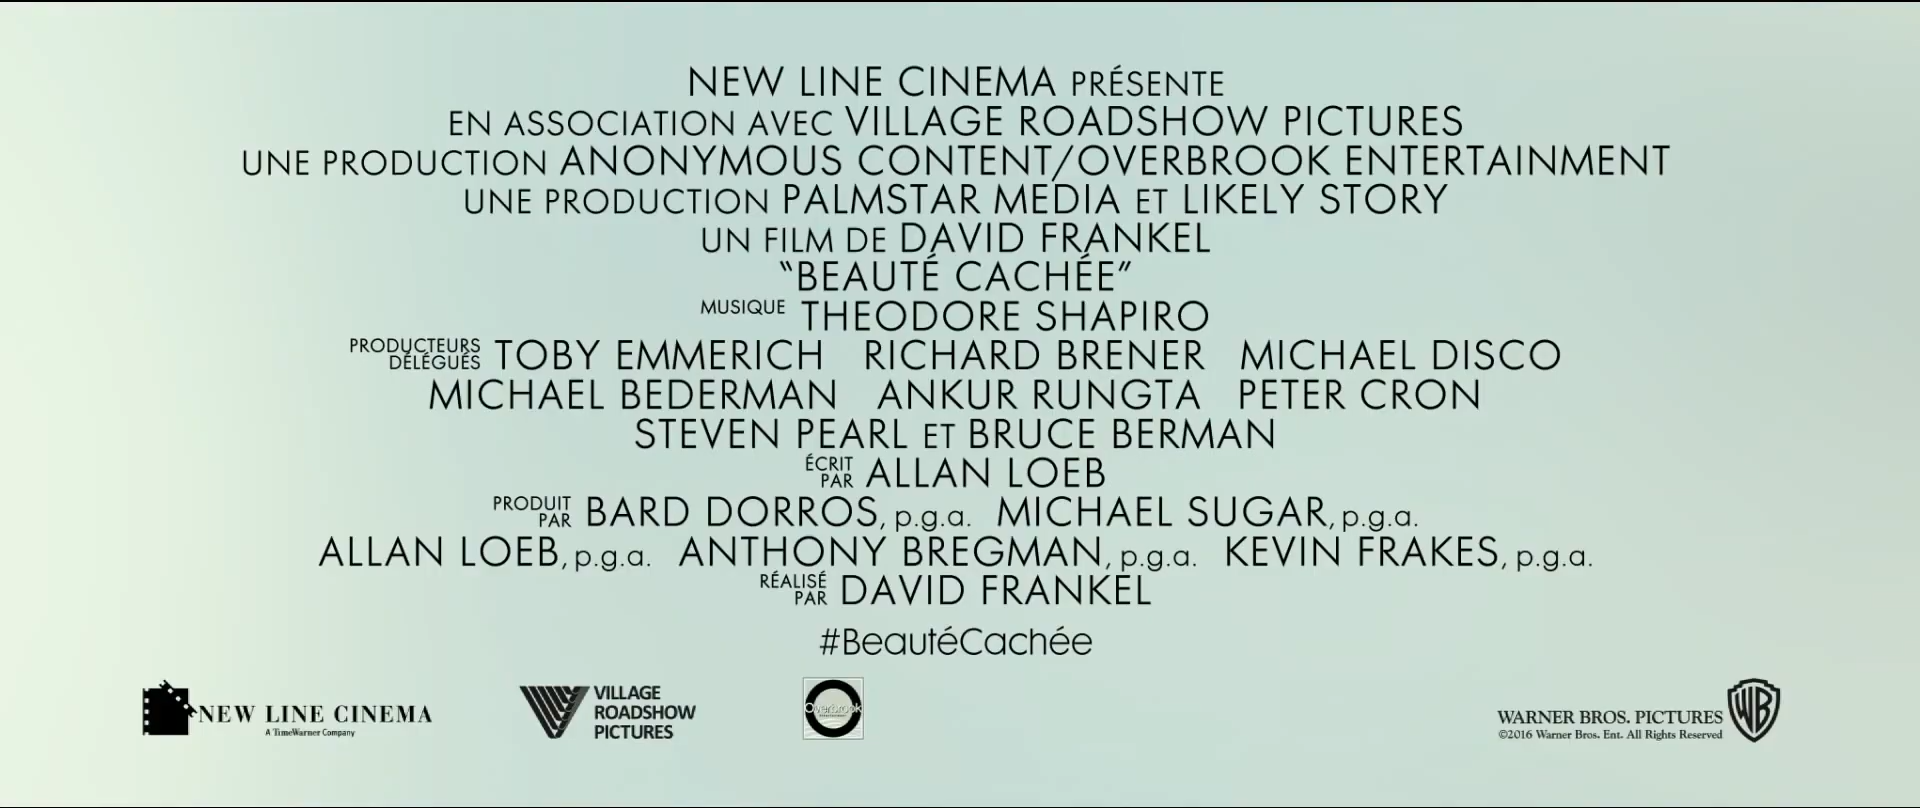 NEW LINE CINEMA PRÉSENTE
EN ASSOCIATION AVEC VILLAGE ROADSHOW PICTURES
UNE PRODUCTION ANONYMOUS CONTENT/OVERBROOK ENTERTAINMENT
UNE PRODUCTION PALMSTAR MEDIA ET LIKELY STORY
UN FILM DE DAVID FRANKEL
“BEAUTÉ CACHÉE”
MUSIQUE THEODORE SHAPIRO
PRODUCTEURS DÉLÉGUÉS TOBY EMMERICH RICHARD BRENER MICHAEL DISCO
MICHAEL BEDERMAN ANKUR RUNGTA PETER CRON
STEVEN PEARL ET BRUCE BERMAN
ÉCRIT PAR ALLAN LOEB
PRODUIT PAR BARD DORROS, p.g.a. MICHAEL SUGAR, p.g.a.
ALLAN LOEB, p.g.a. ANTHONY BREGMAN, p.g.a. KEVIN FRAKES, p.g.a.
RÉALISÉ PAR DAVID FRANKEL
#BeautéCachée
NEW LINE CINEMA
A TimeWarner Company
VILLAGE
ROADSHOW
PICTURES
Overbrook
WARNER BROS. PICTURES
©2016 Warner Bros. Ent. All Rights Reserved
WB